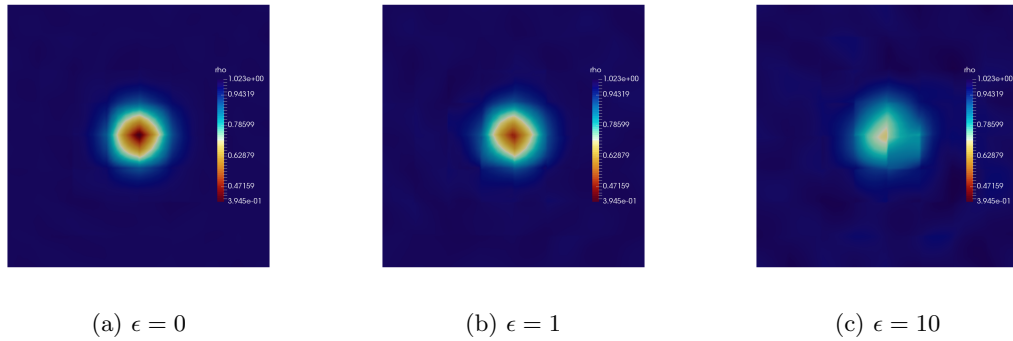 rho
1.023e+00
0.94319
0.78599
0.62879
0.47159
3.945e-01
rho
1.023e+00
0.94319
0.78599
0.62879
0.47159
3.945e-01
rho
1.023e+00
0.94319
0.78599
0.62879
0.47159
3.945e-01
(a) ϵ = 0
(b) ϵ = 1
(c) ϵ = 10